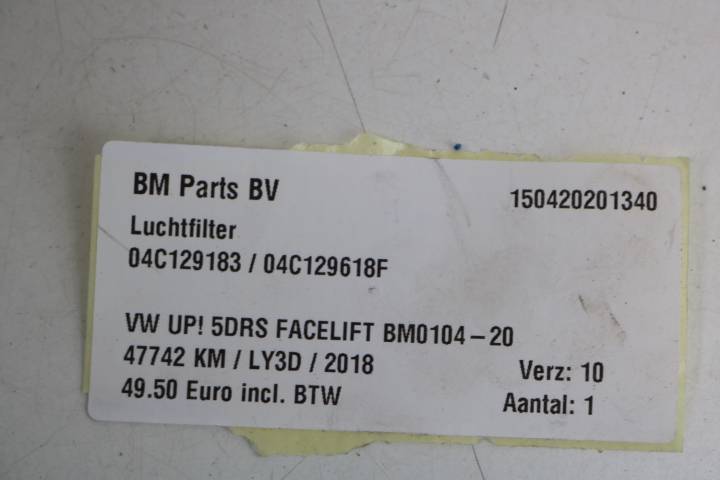 BM Parts BV
150420201340
Luchtfilter
04C129183 / 04C129618F
VW UP! 5DRS FACELIFT BM0104-20
47742 KM / LY3D / 2018
Verz: 10
49.50 Euro incl. BTW
Aantal: 1